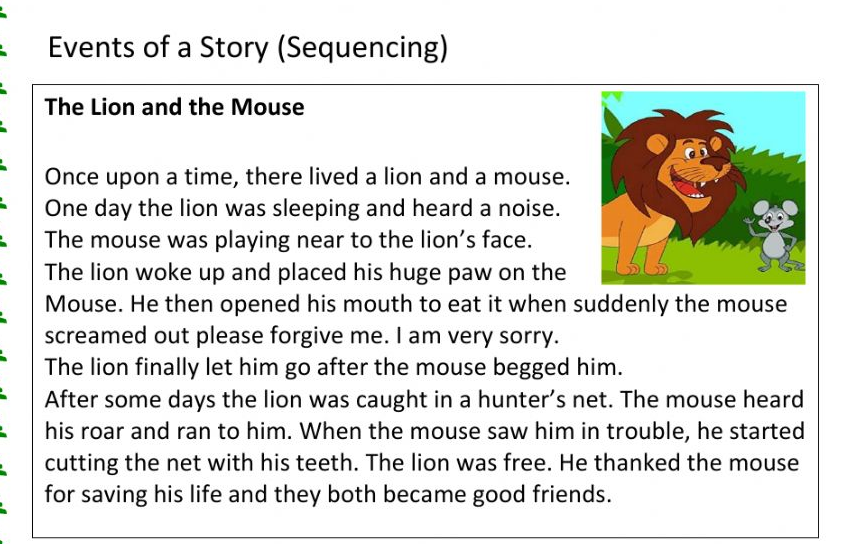 Events of a Story (Sequencing)
The Lion and the Mouse
Once upon a time, there lived a lion and a mouse.
One day the lion was sleeping and heard a noise.
The mouse was playing near to the lion’s face.
The lion woke up and placed his huge paw on the
Mouse. He then opened his mouth to eat it when suddenly the mouse
screamed out please forgive me. I am very sorry.
The lion finally let him go after the mouse begged him.
After some days the lion was caught in a hunter’s net. The mouse heard
his roar and ran to him. When the mouse saw him in trouble, he started
cutting the net with his teeth. The lion was free. He thanked the mouse
for saving his life and they both became good friends.